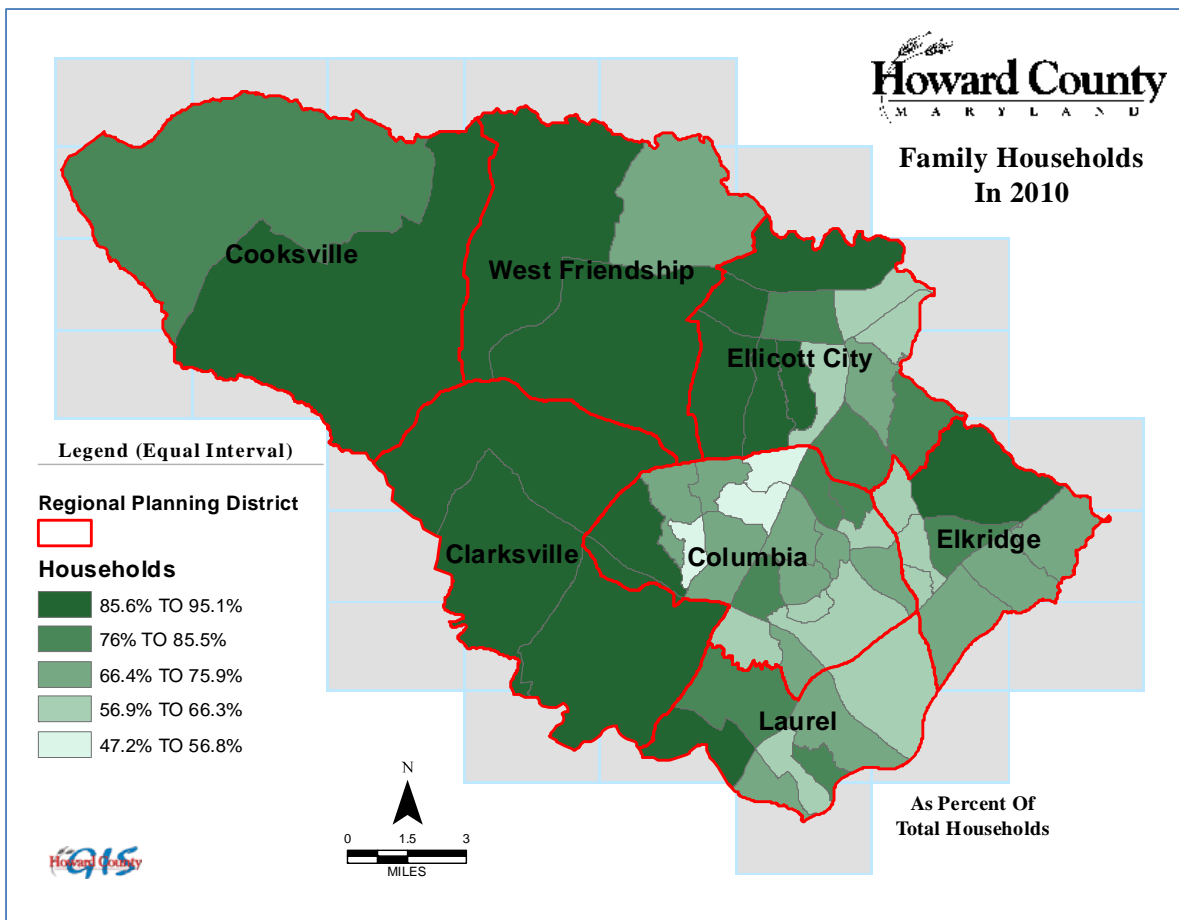 Howard County
MARYLAND
Family Households
In 2010
Cooksville
West Friendship
Ellicott City
Legend (Equal Interval)
Regional Planning District
Households
85.6% TO 95.1%
76% TO 85.5%
66.4% TO 75.9%
56.9% TO 66.3%
47.2% TO 56.8%
Clarksville
Columbia
Elkridge
Laurel
N
0 1.5 3
MILES
As Percent Of
Total Households
Howard County
GIS